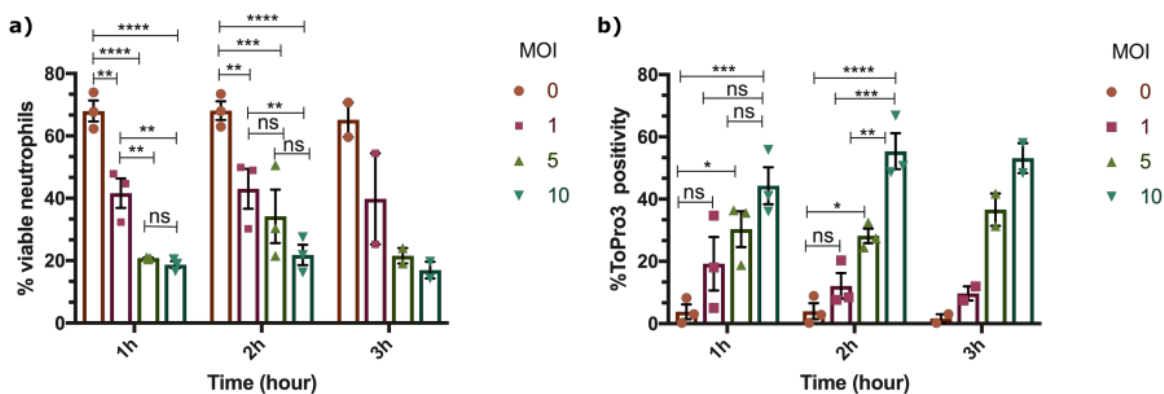 a)
**** ****
**** ***
** **
** **
** ns
ns ns
% viable neutrophils
80
60
40
20
0
1h 2h 3h
Time (hour)
MOI
0
1
5
10
b)
*** ****
ns ***
ns **
* *
ns ns
%ToPro3 positivity
80
60
40
20
0
1h 2h 3h
Time (hour)
MOI
0
1
5
10